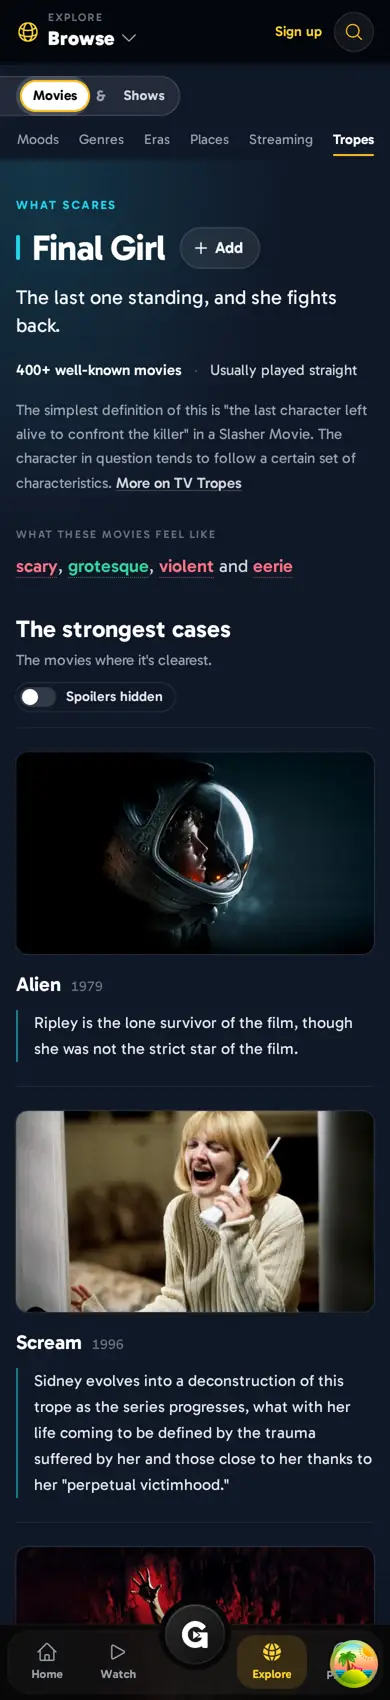 EXPLORE
Browse
Sign up
Movies & Shows
Moods Genres Eras Places Streaming Tropes
WHAT SCARES
Final Girl
+ Add
The last one standing, and she fights
back.
400+ well-known movies · Usually played straight
The simplest definition of this is "the last character left
alive to confront the killer" in a Slasher Movie. The
character in question tends to follow a certain set of
characteristics. More on TV Tropes
WHAT THESE MOVIES FEEL LIKE
scary, grotesque, violent and eerie
The strongest cases
The movies where it's clearest.
Spoilers hidden
Alien 1979
Ripley is the lone survivor of the film, though
she was not the strict star of the film.
Scream 1996
Sidney evolves into a deconstruction of this
trope as the series progresses, what with her
life coming to be defined by the trauma
suffered by her and those close to her thanks to
her "perpetual victimhood."
G
Home Watch Explore